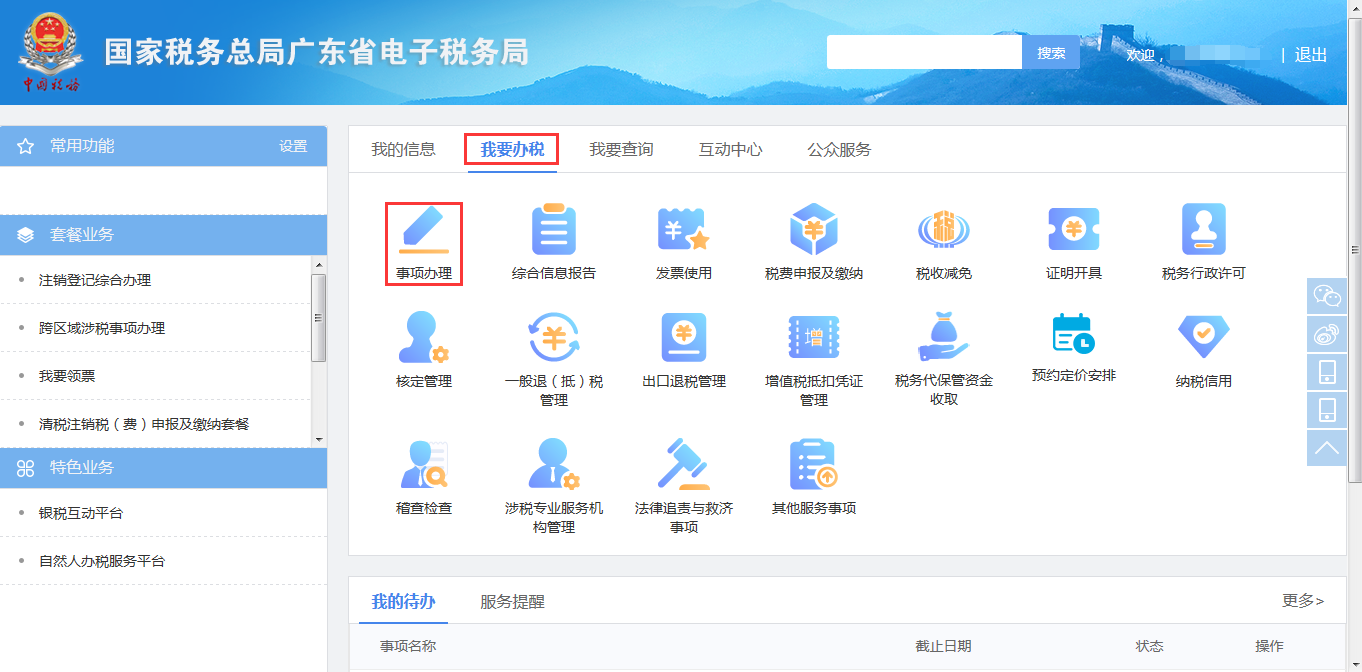 国家税务总局广东省电子税务局
中国税务
搜索
欢迎，
| 退出
常用功能
设置
套餐业务
注销登记综合办理
跨区域涉税事项办理
我要领票
清税注销税（费）申报及缴纳套餐
特色业务
银税互动平台
自然人办税服务平台
我的信息
我要办税
我要查询
互动中心
公众服务
事项办理
综合信息报告
发票使用
税费申报及缴纳
税
税收减免
证明开具
税务行政许可
核定管理
一般退（抵）税
管理
出口退税管理
增
增值税抵扣凭证
管理
税务代保管资金
收取
预约定价安排
纳税信用
稽查检查
涉税专业服务机
构管理
法律追责与救济
事项
其他服务事项
我的待办
服务提醒
更多>
事项名称
截止日期
状态
操作